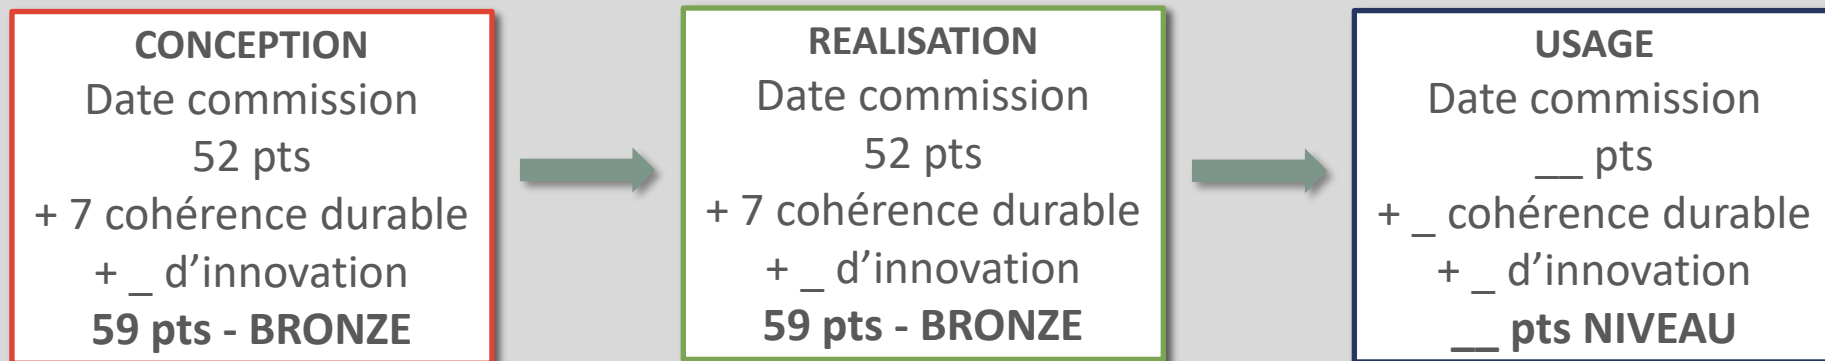 CONCEPTION
Date commission
52 pts
+ 7 cohérence durable
+ _ d’innovation
59 pts - BRONZE
REALISATION
Date commission
52 pts
+ 7 cohérence durable
+ _ d’innovation
59 pts - BRONZE
USAGE
Date commission
__ pts
+ _ cohérence durable
+ _ d’innovation
__ pts NIVEAU